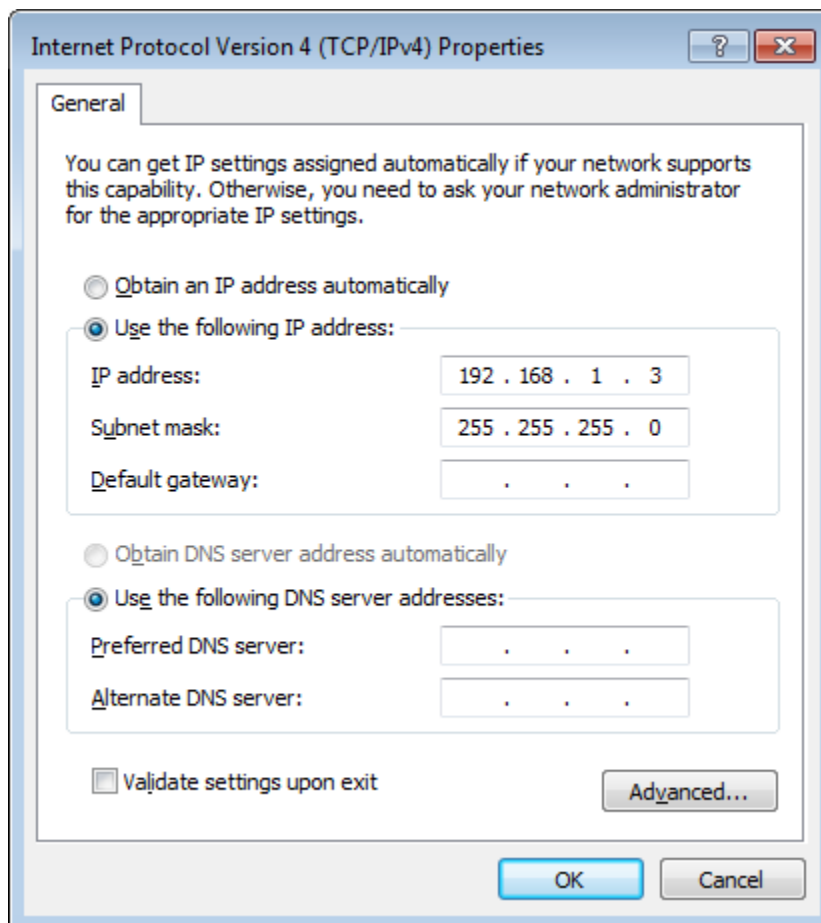 Internet Protocol Version 4 (TCP/IPv4) Properties
General
You can get IP settings assigned automatically if your network supports
this capability. Otherwise, you need to ask your network administrator
for the appropriate IP settings.
Obtain an IP address automatically
Use the following IP address:
IP address: 192 . 168 . 1 . 3
Subnet mask: 255 . 255 . 255 . 0
Default gateway: . . .
Obtain DNS server address automatically
Use the following DNS server addresses:
Preferred DNS server: . . .
Alternate DNS server: . . .
Validate settings upon exit
Advanced...
OK Cancel